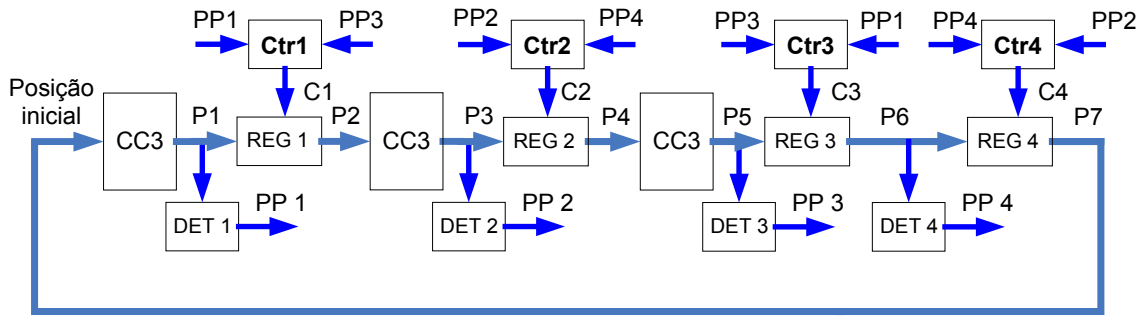 PP1 PP3 PP2 PP4 PP3 PP1 PP4 PP2
Ctr1 Ctr2 Ctr3 Ctr4
Posição
inicial
C1 C2 C3 C4
P1 P2 P3 P4 P5 P6 P7
CC3 REG 1 CC3 REG 2 CC3 REG 3 REG 4
PP 1 PP 2 PP 3 PP 4
DET 1 DET 2 DET 3 DET 4